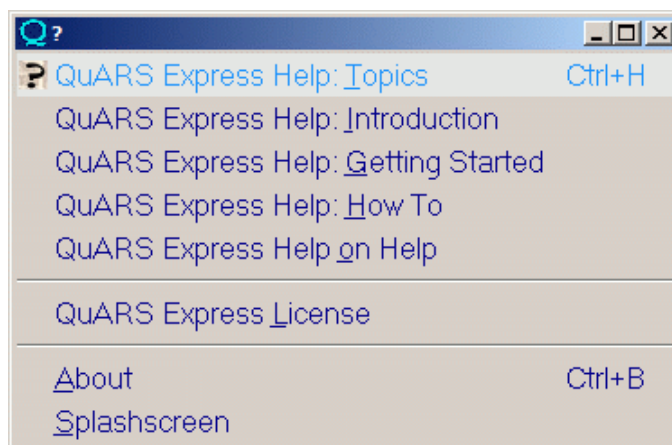 ?
? QuARS Express Help: Topics Ctrl+H
QuARS Express Help: Introduction
QuARS Express Help: Getting Started
QuARS Express Help: How To
QuARS Express Help on Help
QuARS Express License
About Ctrl+B
Splashscreen